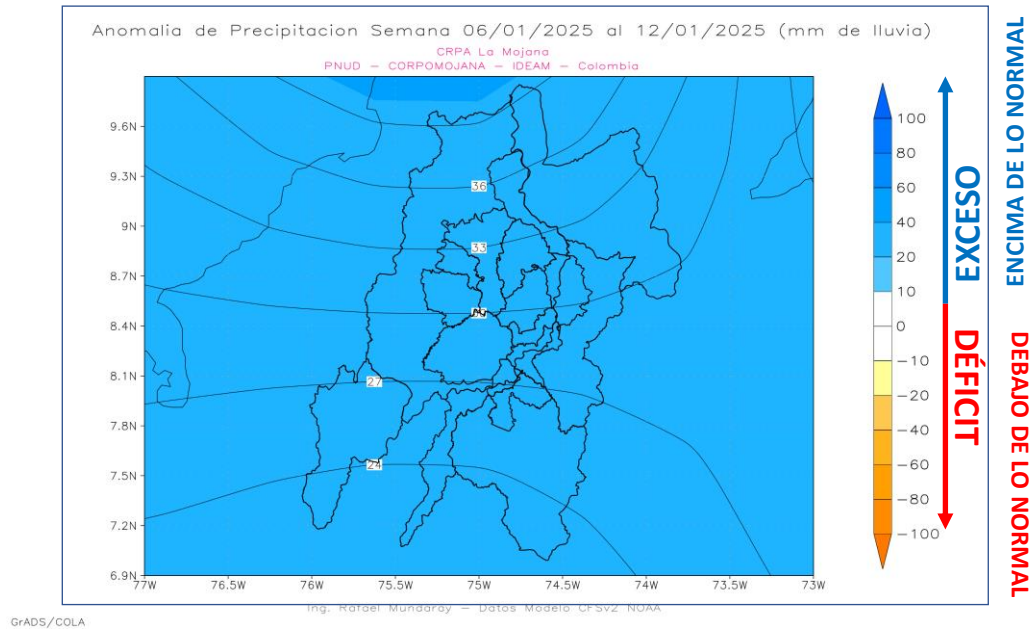 Anomalia de Precipitacion Semana 06/01/2025 al 12/01/2025 (mm de lluvia)
CRPA La Mojana
PNUD – CORPOMOJANA – IDEAM – Colombia
9.6N
9.3N
9N
8.7N
8.4N
8.1N
7.8N
7.5N
7.2N
6.9N
36
33
27
24
77W
76.5W
76W
75.5W
75W
74.5W
74W
73.5W
73W
100
80
60
40
20
10
0
−10
−20
−40
−60
−80
−100
EXCESO
DÉFICIT
ENCIMA DE LO NORMAL
DEBAJO DE LO NORMAL
Ing. Rafael Mundaray – Datos Modelo CFSv2 NOAA
GrADS/COLA